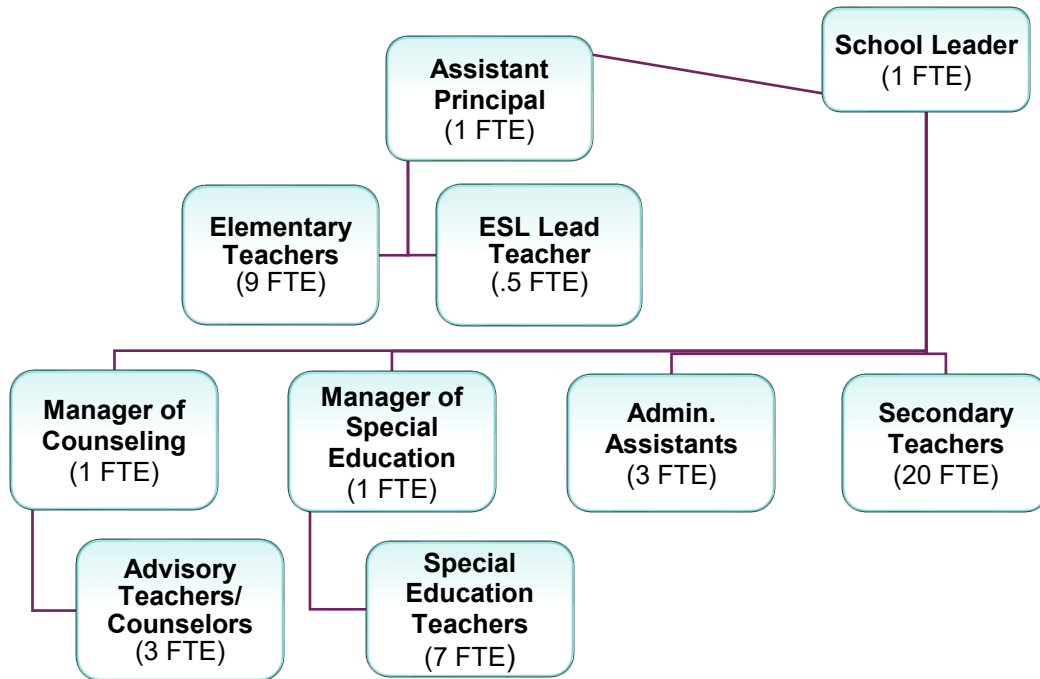 School Leader
(1 FTE)
Assistant
Principal
(1 FTE)
Elementary
Teachers
(9 FTE)
ESL Lead
Teacher
(.5 FTE)
Manager of
Counseling
(1 FTE)
Manager of
Special
Education
(1 FTE)
Admin.
Assistants
(3 FTE)
Secondary
Teachers
(20 FTE)
Advisory
Teachers/
Counselors
(3 FTE)
Special
Education
Teachers
(7 FTE)